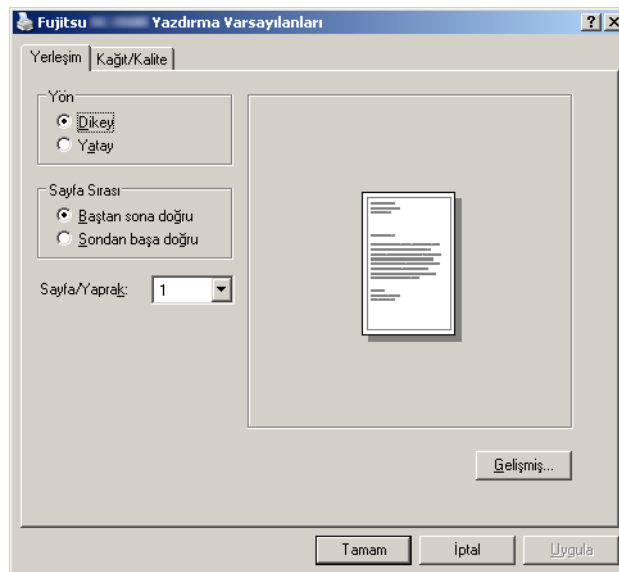 Fujitsu Yazdırma Varsayılanları
Yerleşim Kağıt/Kalite
Yön
Dikey
Yatay
Sayfa Sırası
Baştan sona doğru
Sondan başa doğru
Sayfa/Yaprak: 1
Gelişmiş...
Tamam İptal Uygula